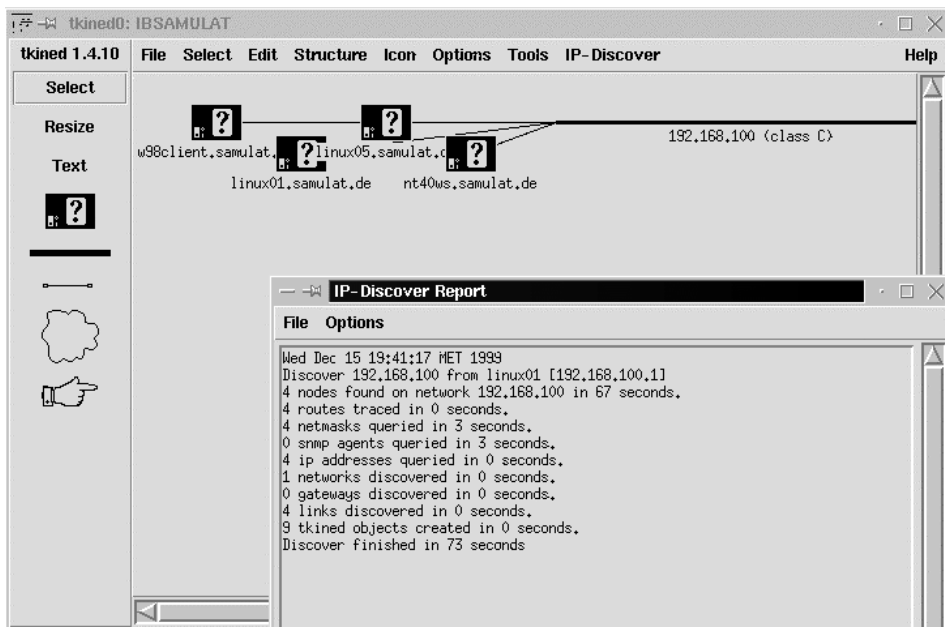 tkined0: IBSAMULAT
tkined 1.4.10
File Select Edit Structure Icon Options Tools IP-Discover Help
Select
Resize
Text
?
? ?
w98client.samulat. ? linux05.samulat.d ?
linux01.samulat.de nt40ws.samulat.de
192.168.100 (class C)
IP-Discover Report
File Options
Wed Dec 15 19:41:17 MET 1999
Discover 192.168.100 from linux01 [192.168.100.1]
4 nodes found on network 192.168.100 in 67 seconds.
4 routes traced in 0 seconds.
4 netmasks queried in 3 seconds.
0 snmp agents queried in 3 seconds.
4 ip addresses queried in 0 seconds.
1 networks discovered in 0 seconds.
0 gateways discovered in 0 seconds.
4 links discovered in 0 seconds.
9 tkined objects created in 0 seconds.
Discover finished in 73 seconds